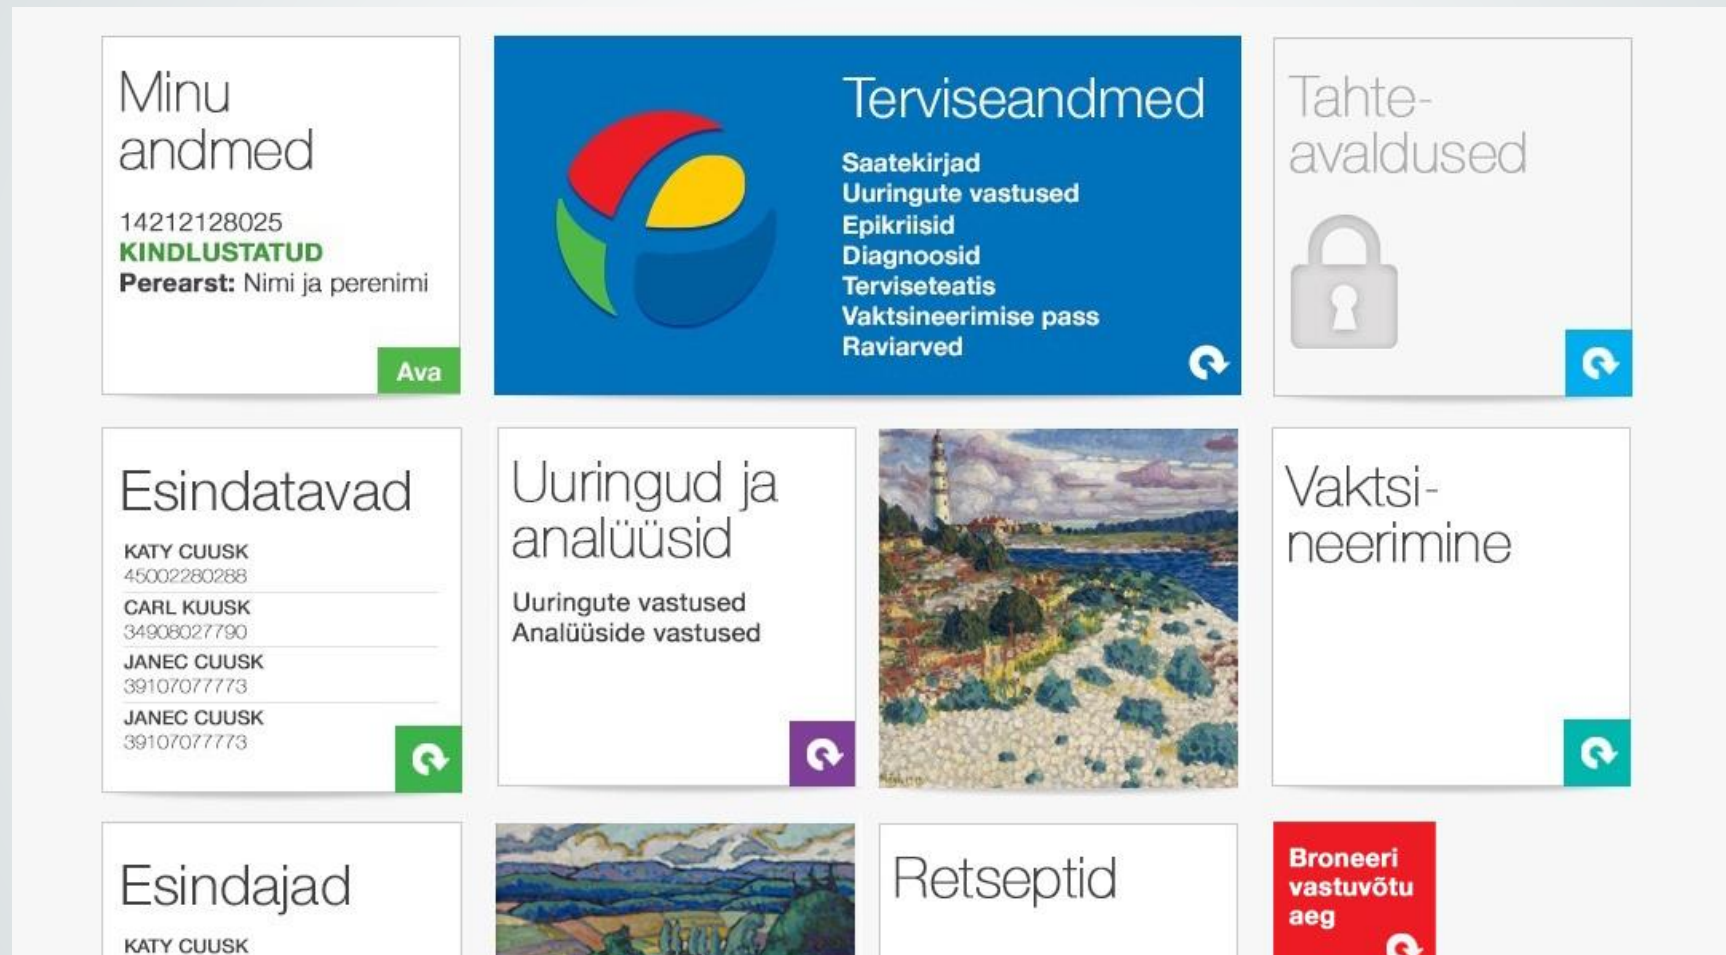 Minu
andmed
14212128025
KINDLUSTATUD
Perearst: Nimi ja perenimi
Ava
Terviseandmed
Saatekirjad
Uuringute vastused
Epikriisid
Diagnoosid
Terviseteatis
Vaktsineerimise pass
Raviarved
Tahte-
avaldused
Esindatavad
KATY CUUSK
45002280288
CARL KUUSK
34908027790
JANEC CUUSK
39107077773
JANEC CUUSK
39107077773
Uuringud ja
analüüsid
Uuringute vastused
Analüüside vastused
Vaktsi-
neerimine
Esindajad
KATY CUUSK
Retseptid
Broneeri
vastuvõtu
aeg